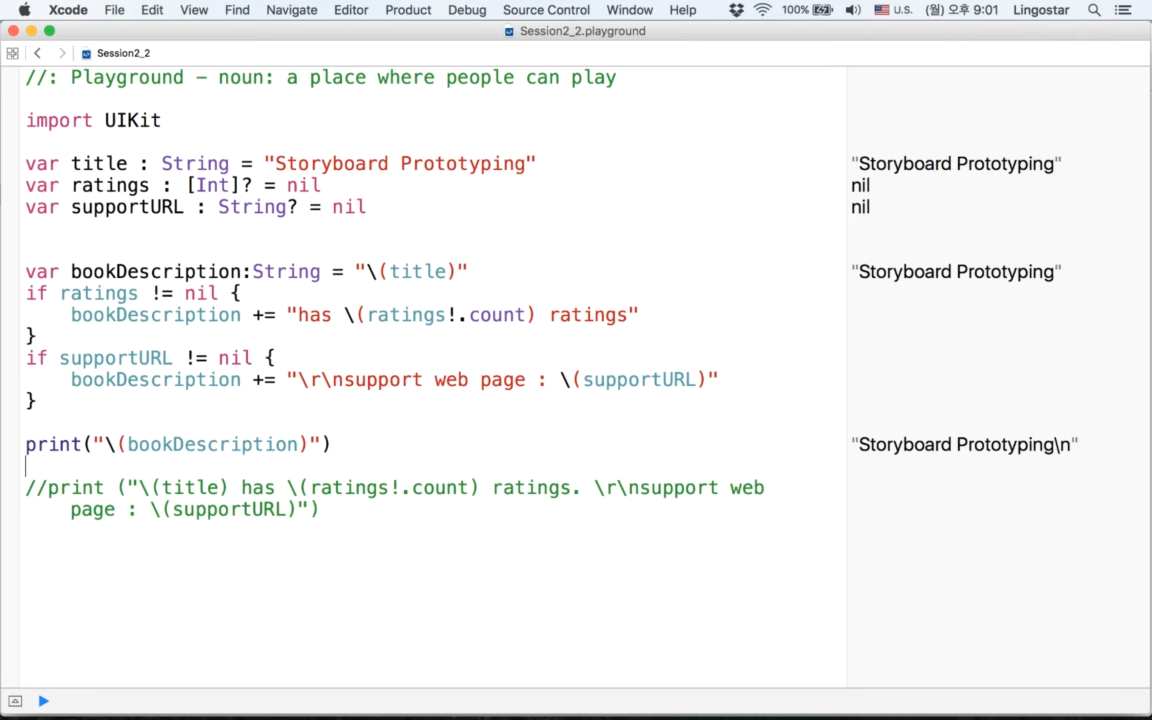 Xcode File Edit View Find Navigate Editor Product Debug Source Control Window Help 100% U.S. (월) 오후 9:01 Lingostar
Session2_2.playground
Session2_2
//: Playground - noun: a place where people can play
import UIKit
var title : String = "Storyboard Prototyping" "Storyboard Prototyping"
var ratings : [Int]? = nil nil
var supportURL : String? = nil nil
var bookDescription:String = "\(title)" "Storyboard Prototyping"
if ratings != nil {
bookDescription += "has \(ratings!.count) ratings"
}
if supportURL != nil {
bookDescription += "\r\nsupport web page : \(supportURL)"
}
print("\(bookDescription)") "Storyboard Prototyping\n"
//print ("\(title) has \(ratings!.count) ratings. \r\nsupport web
page : \(supportURL)")